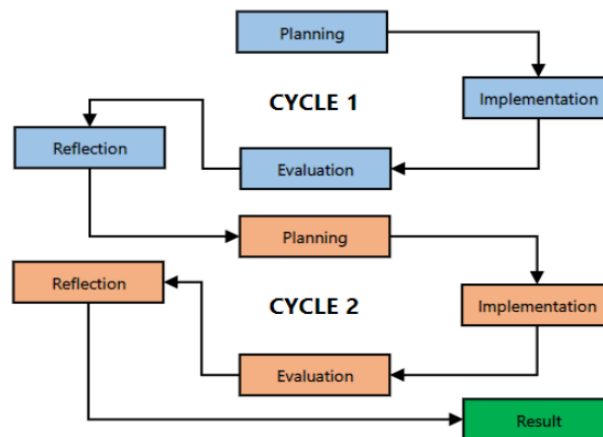 Planning
CYCLE 1
Implementation
Reflection
Evaluation
Planning
Reflection
CYCLE 2
Implementation
Evaluation
Result